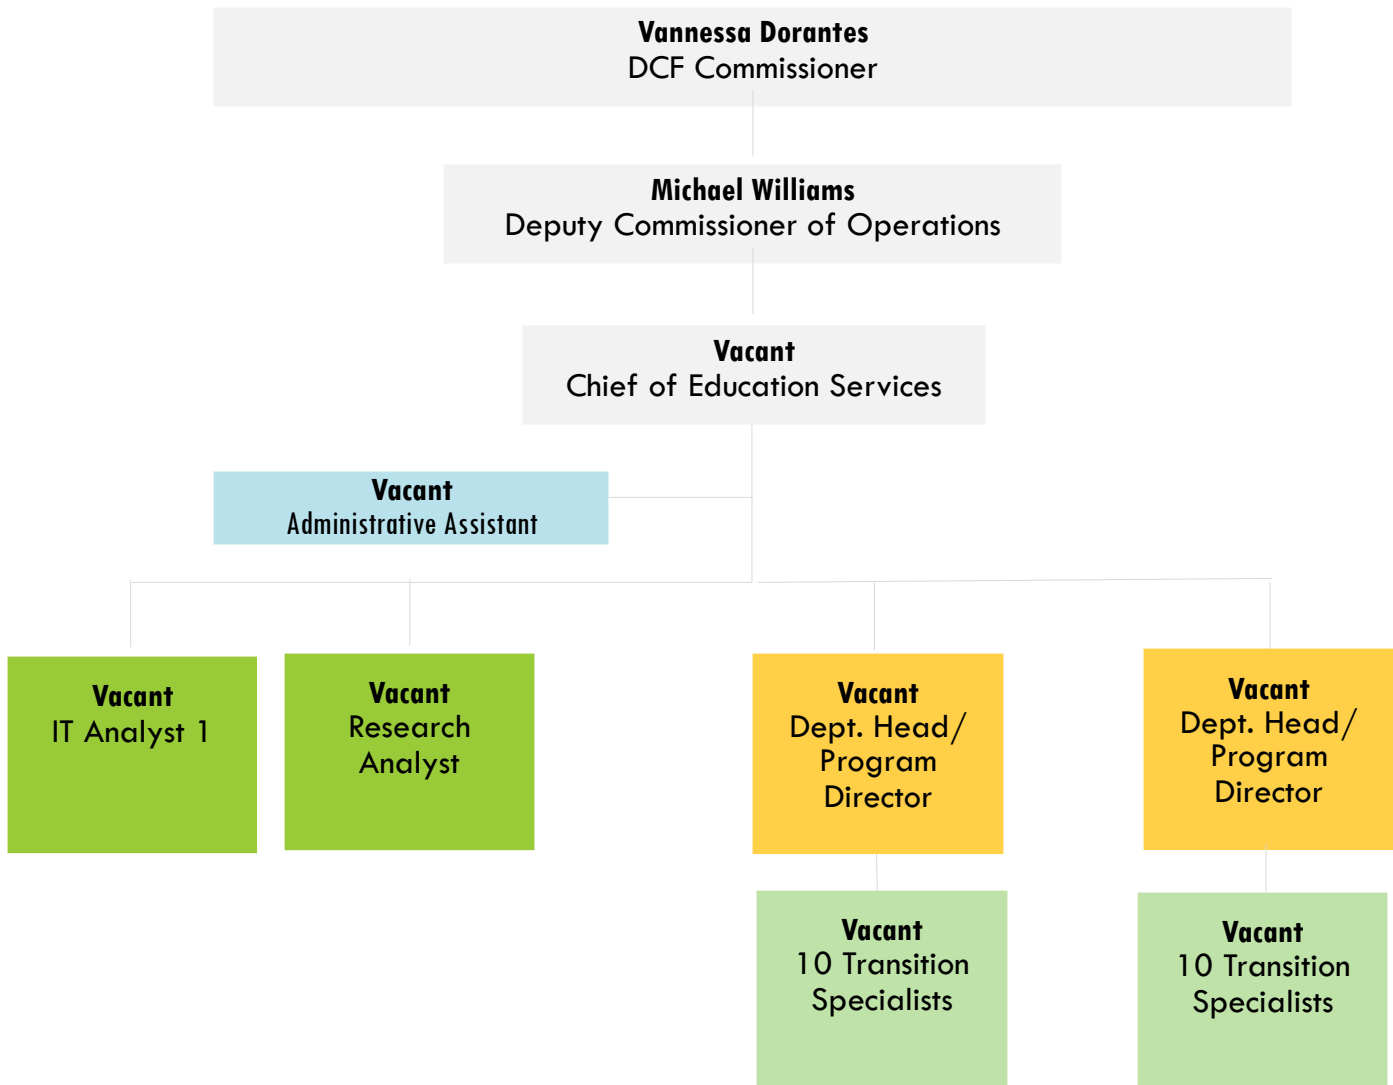 Vannessa Dorantes
DCF Commissioner
Michael Williams
Deputy Commissioner of Operations
Vacant
Chief of Education Services
Vacant
Administrative Assistant
Vacant
IT Analyst 1
Vacant
Research
Analyst
Vacant
Dept. Head/
Program
Director
Vacant
Dept. Head/
Program
Director
Vacant
10 Transition
Specialists
Vacant
10 Transition
Specialists